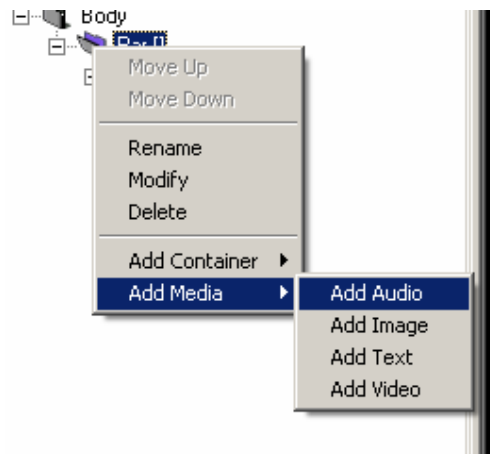 Body
Move Up
Move Down
Rename
Modify
Delete
Add Container
Add Media
Add Audio
Add Image
Add Text
Add Video